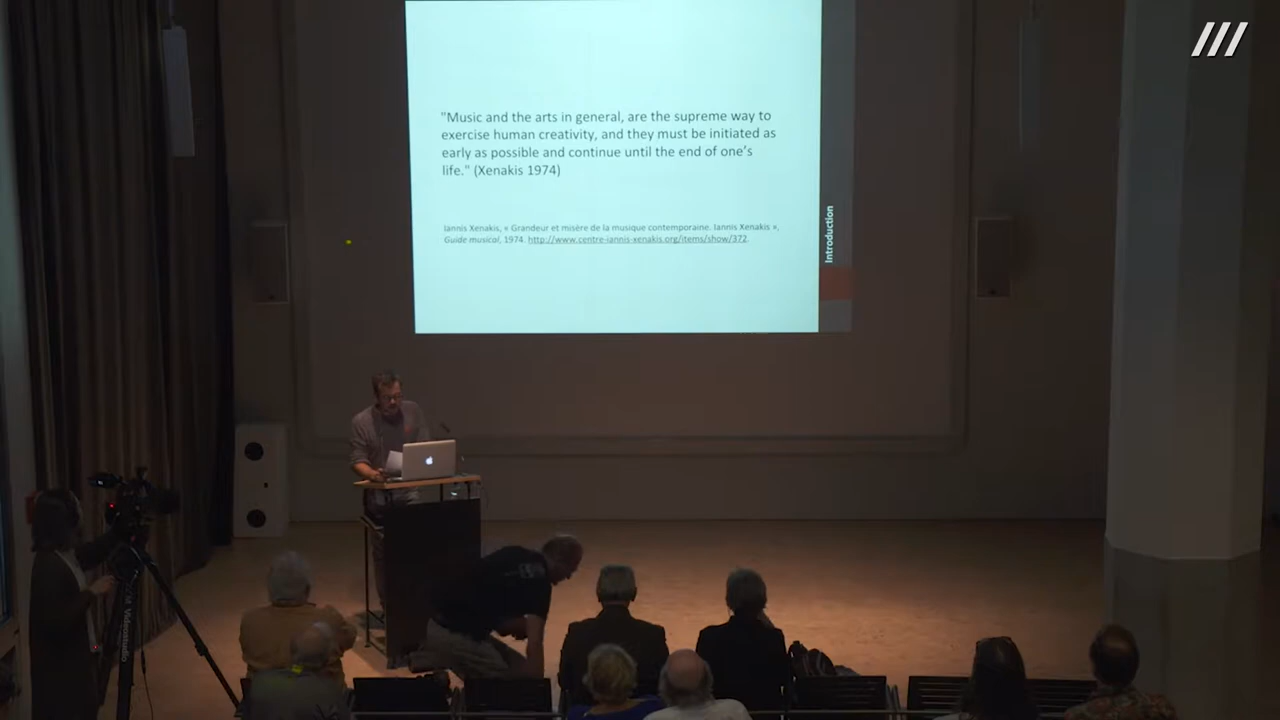 "Music and the arts in general, are the supreme way to
exercise human creativity, and they must be initiated as
early as possible and continue until the end of one's
life." (Xenakis 1974)
Iannis Xenakis, « Grandeur et misère de la musique contemporaine. Iannis Xenakis »,
Guide musical, 1974. http://www.centre-iannis-xenakis.org/items/show/372.
Introduction